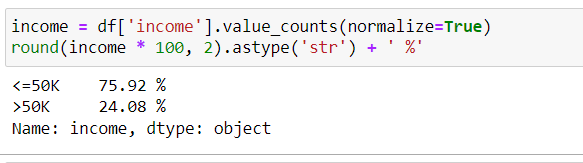 income = df['income'].value_counts(normalize=True)
round(income * 100, 2).astype('str') + ' %'
<=50K    75.92 %
>50K     24.08 %
Name: income, dtype: object